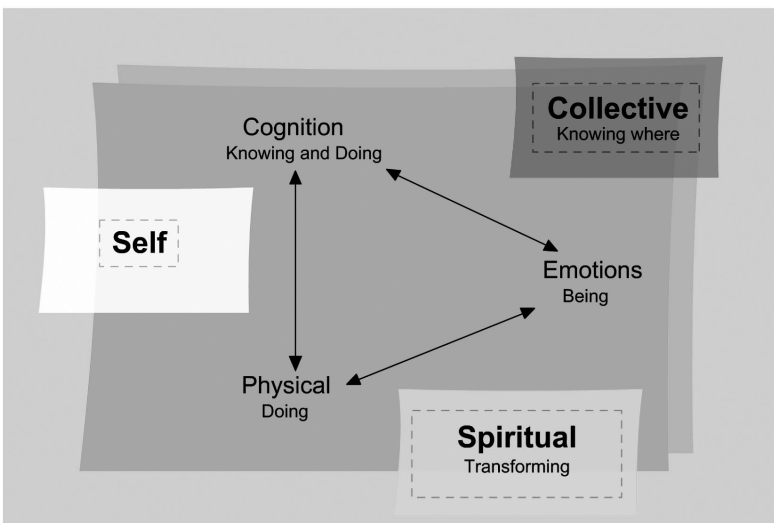 Collective
Knowing where
Cognition
Knowing and Doing
Self
Emotions
Being
Physical
Doing
Spiritual
Transforming